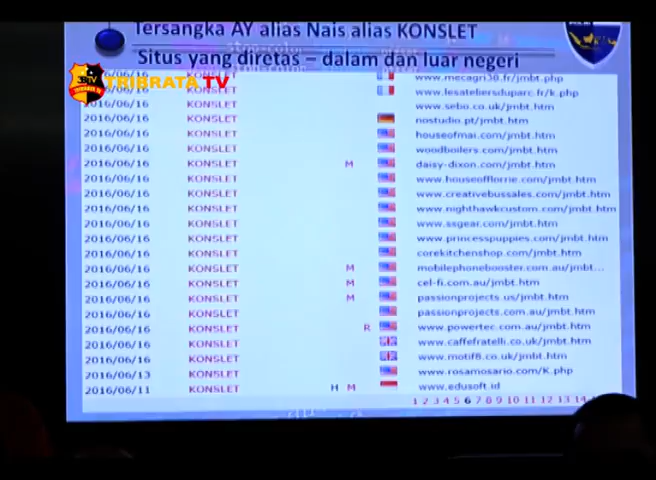 Tersangka AY alias Nais alias KONSLET
Situs yang diretas – dalam dan luar negeri
TRIBRATA TV
/06/16 KONSLET www.mecagri30.fr/jmbt.php
/06/16 KONSLET www.lesateliersduparc.fr/k.php
2016/06/16 KONSLET www.sebo.co.uk/jmbt.htm
2016/06/16 KONSLET nostudio.pt/jmbt.htm
2016/06/16 KONSLET houseofmai.com/jmbt.htm
2016/06/16 KONSLET woodboilers.com/jmbt.htm
2016/06/16 KONSLET M daisy-dixon.com/jmbt.htm
2016/06/16 KONSLET www.houseofflorrie.com/jmbt.htm
2016/06/16 KONSLET www.creativebussales.com/jmbt.htm
2016/06/16 KONSLET www.nighthawkcustom.com/jmbt.htm
2016/06/16 KONSLET www.ssgear.com/jmbt.htm
2016/06/16 KONSLET www.princesspuppies.com/jmbt.htm
2016/06/16 KONSLET corekitchenshop.com/jmbt.htm
2016/06/16 KONSLET M mobilephonebooster.com.au/jmbt...
2016/06/16 KONSLET M cel-fi.com.au/jmbt.htm
2016/06/16 KONSLET M passionprojects.us/jmbt.htm
2016/06/16 KONSLET passionprojects.com.au/jmbt.htm
2016/06/16 KONSLET R www.powertec.com.au/jmbt.htm
2016/06/16 KONSLET www.caffefratelli.co.uk/jmbt.htm
2016/06/16 KONSLET www.motif8.co.uk/jmbt.htm
2016/06/13 KONSLET www.rosamosario.com/K.php
2016/06/11 KONSLET H M www.edusoft.id
1 2 3 4 5 6 7 8 9 10 11 12 13 14